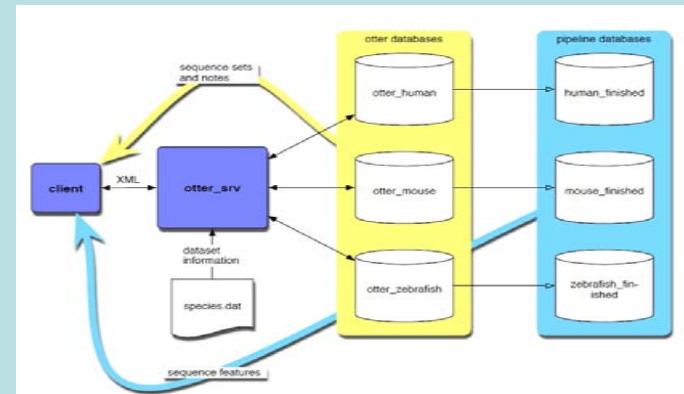 otter databases
pipeline databases
sequence sets
and notes
otter_human
human_finished
client
XML
otter_srv
otter_mouse
mouse_finished
dataset
information
species.dat
otter_zebrafish
zebrafish_fin-
ished
sequence features